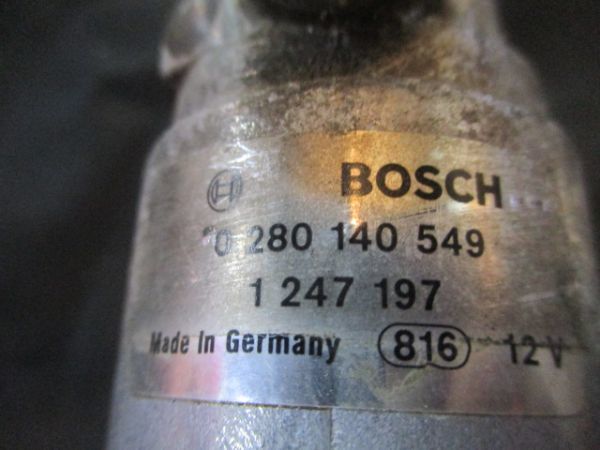 BOSCH
0 280 140 549
1 247 197
Made In Germany 816 12 V